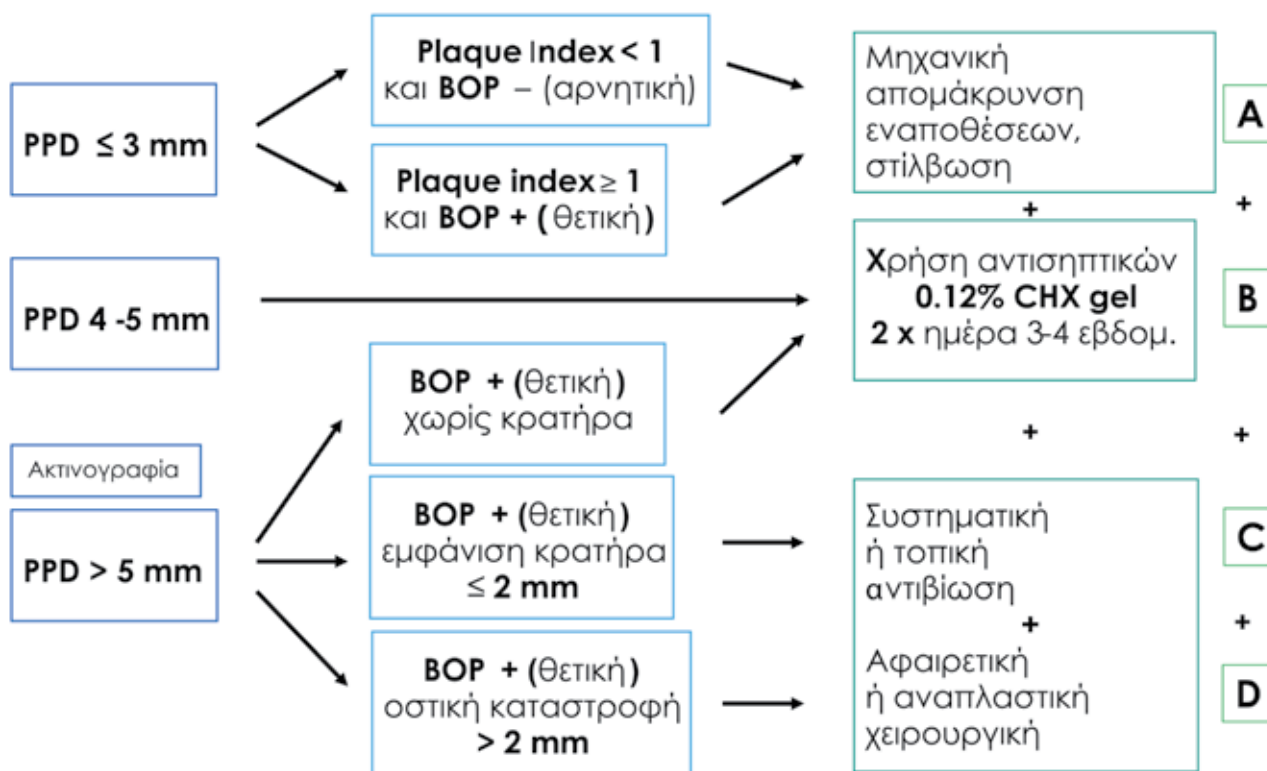 PPD ≤ 3 mm
Plaque Index < 1
και BOP – (αρνητική)
Plaque index ≥ 1
και BOP + (θετική)
Μηχανική
απομάκρυνση
εναποθέσεων,
στίλβωση
A
+
+
PPD 4 -5 mm
Χρήση αντισηπτικών
0.12% CHX gel
2 x ημέρα 3-4 εβδομ.
B
+
+
Ακτινογραφία
PPD > 5 mm
BOP + (θετική)
χωρίς κρατήρα
BOP + (θετική)
εμφάνιση κρατήρα
≤ 2 mm
BOP + (θετική)
οστική καταστροφή
> 2 mm
Συστηματική
ή τοπική
αντιβίωση
+
Αφαιρετική
ή αναπλαστική
χειρουργική
C
+
D